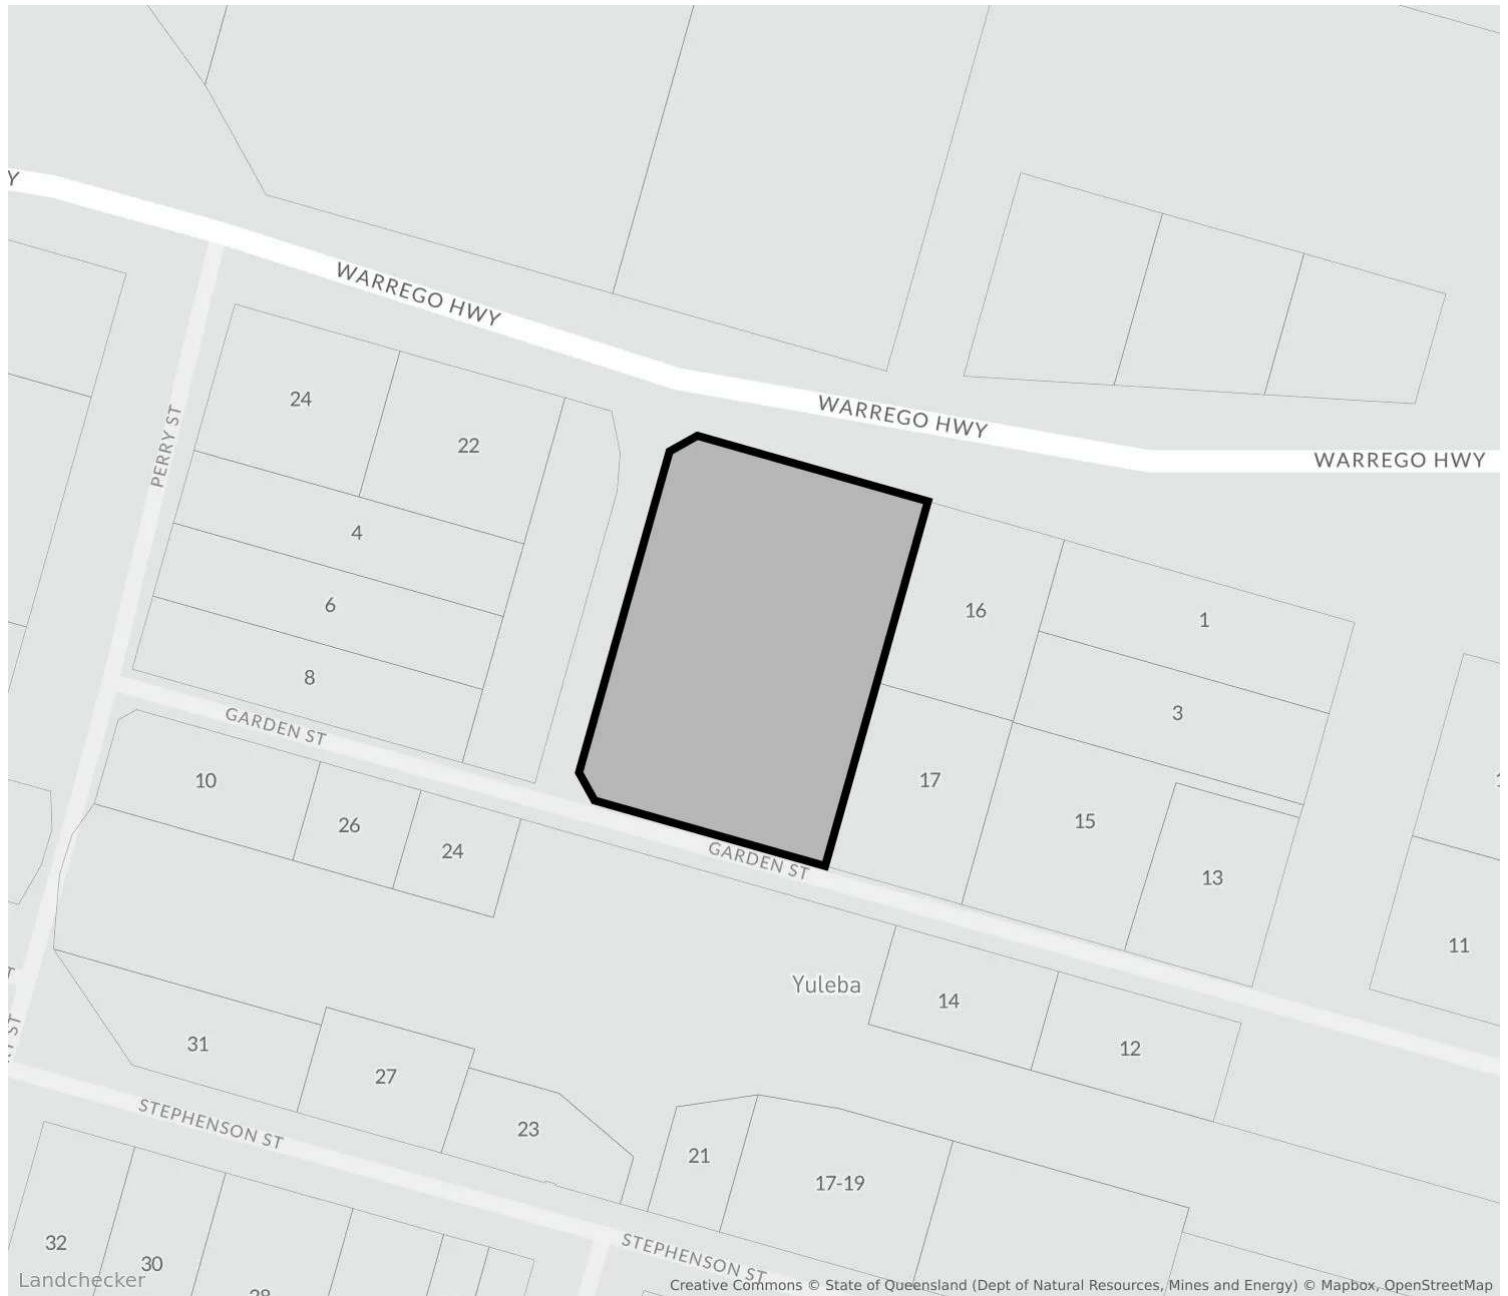 Y
WARREGO HWY
WARREGO HWY
WARREGO HWY
PERRY ST
24
22
4
6
8
16
1
3
17
15
13
11
GARDEN ST
10
26
24
GARDEN ST
Yuleba
14
12
31
27
23
21
17-19
STEPHENSON ST
STEPHENSON ST
32
30
Landchecker
Creative Commons © State of Queensland (Dept of Natural Resources, Mines and Energy) © Mapbox, OpenStreetMap